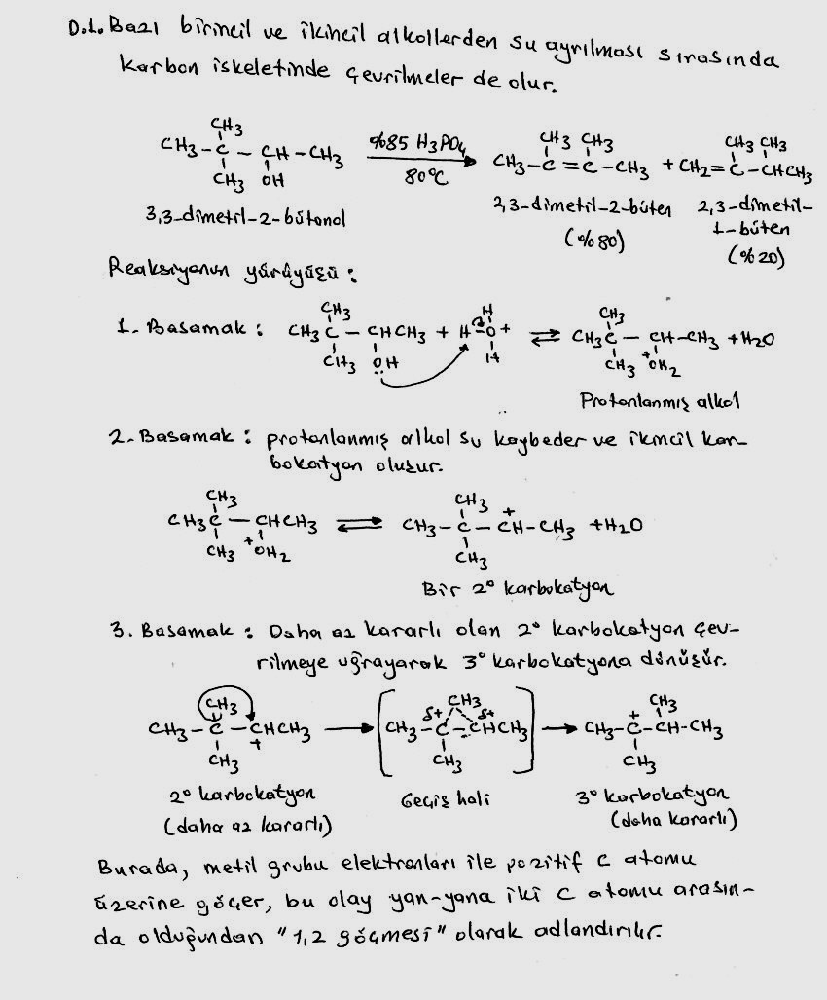 D.1. Bazı birincil ve ikincil alkollerden su ayrılması sırasında
karbon iskeletinde çevrilmeler de olur.
CH3
CH3-C - CH-CH3
CH3 OH
%85 H3PO4
80°C
CH3 CH3
CH3-C=C-CH3 + CH2=C-CHCH3
CH3 CH3
3,3-dimetil-2-bütanol
2,3-dimetil-2-büten
(%80)
2,3-dimetil-
1-büten
(%20)
Reaksiyonun yürüyüşü:
1. Basamak:
CH3
CH3C - CHCH3 + H-O+ ⇌ CH3C - CH-CH3 + H2O
CH3 OH
H
H
CH3
CH3 +OH2
Protonlanmış alkol
2. Basamak: protonlanmış alkol su kaybeder ve ikincil kar-
bokatyon oluşur.
CH3
CH3C - CHCH3 ⇌ CH3-C-CH-CH3 + H2O
CH3 +OH2
CH3 +
CH3
Bir 2° karbokatyon
3. Basamak: Daha az kararlı olan 2° karbokatyon çev-
rilmeye uğrayarak 3° karbokatyona dönüşür.
CH3
CH3-C-CHCH3
CH3 +
→
CH3
δ+ δ+
[CH3-C-CHCH3]
CH3
→
+ CH3
CH3-C-CH-CH3
CH3
2° karbokatyon
(daha az kararlı)
Geçiş hali
3° karbokatyon
(daha kararlı)
Burada, metil grubu elektronları ile pozitif C atomu
üzerine göçer, bu olay yan-yana iki C atomu arasın-
da olduğundan "1,2 göçmesi" olarak adlandırılır.